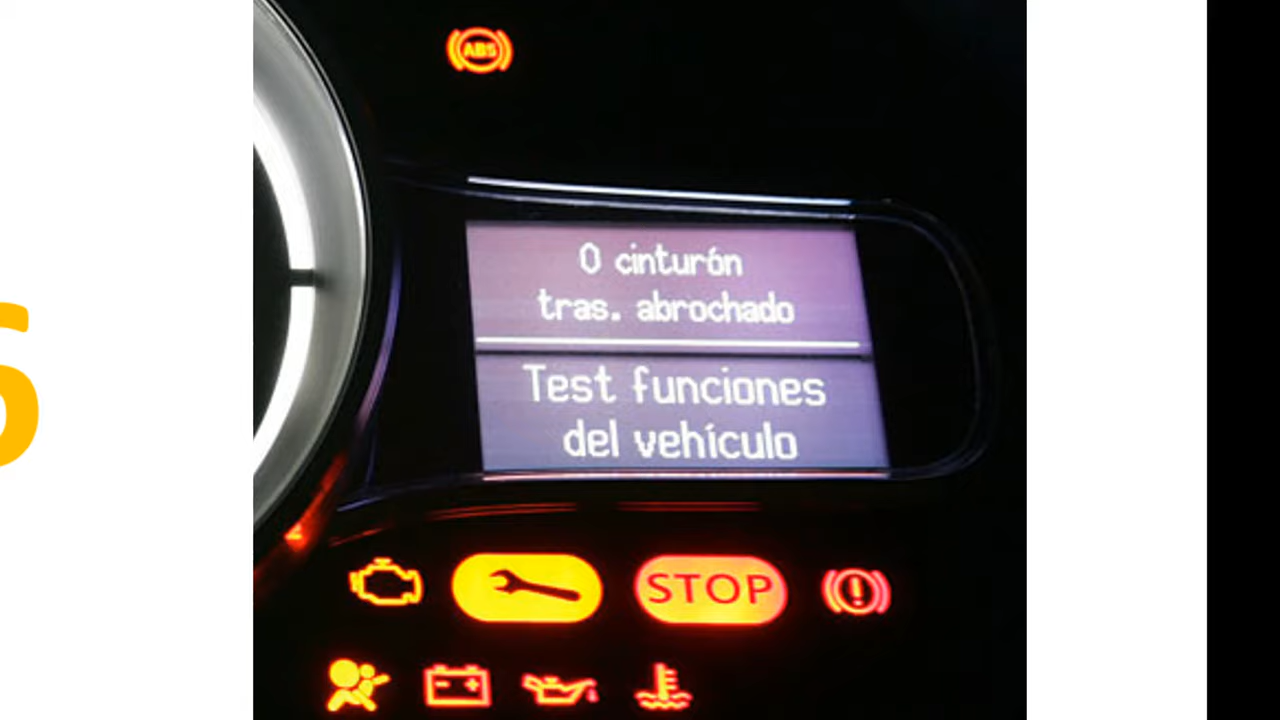 ABS
0 cinturón
tras. abrochado
Test funciones
del vehículo
STOP